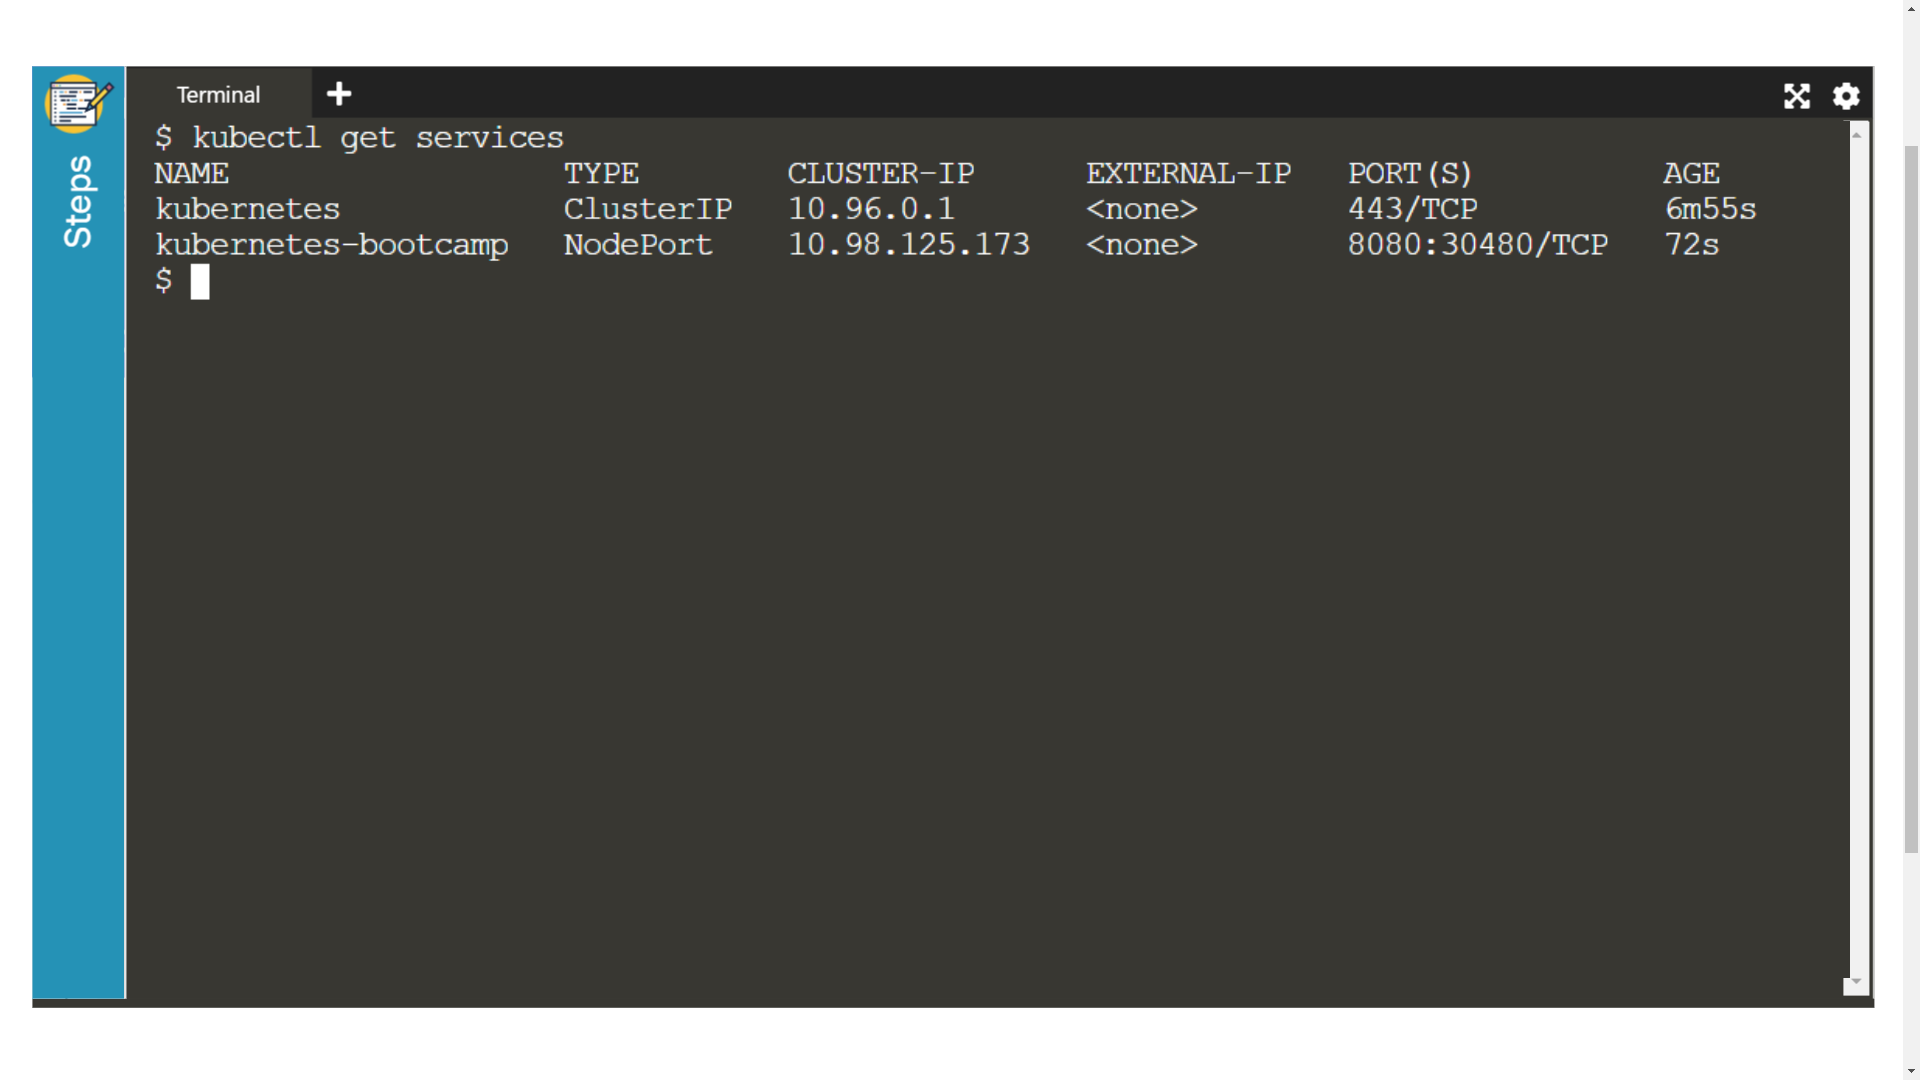 Steps
Terminal
$ kubectl get services
NAME TYPE CLUSTER-IP EXTERNAL-IP PORT(S) AGE
kubernetes ClusterIP 10.96.0.1 <none> 443/TCP 6m55s
kubernetes-bootcamp NodePort 10.98.125.173 <none> 8080:30480/TCP 72s
$